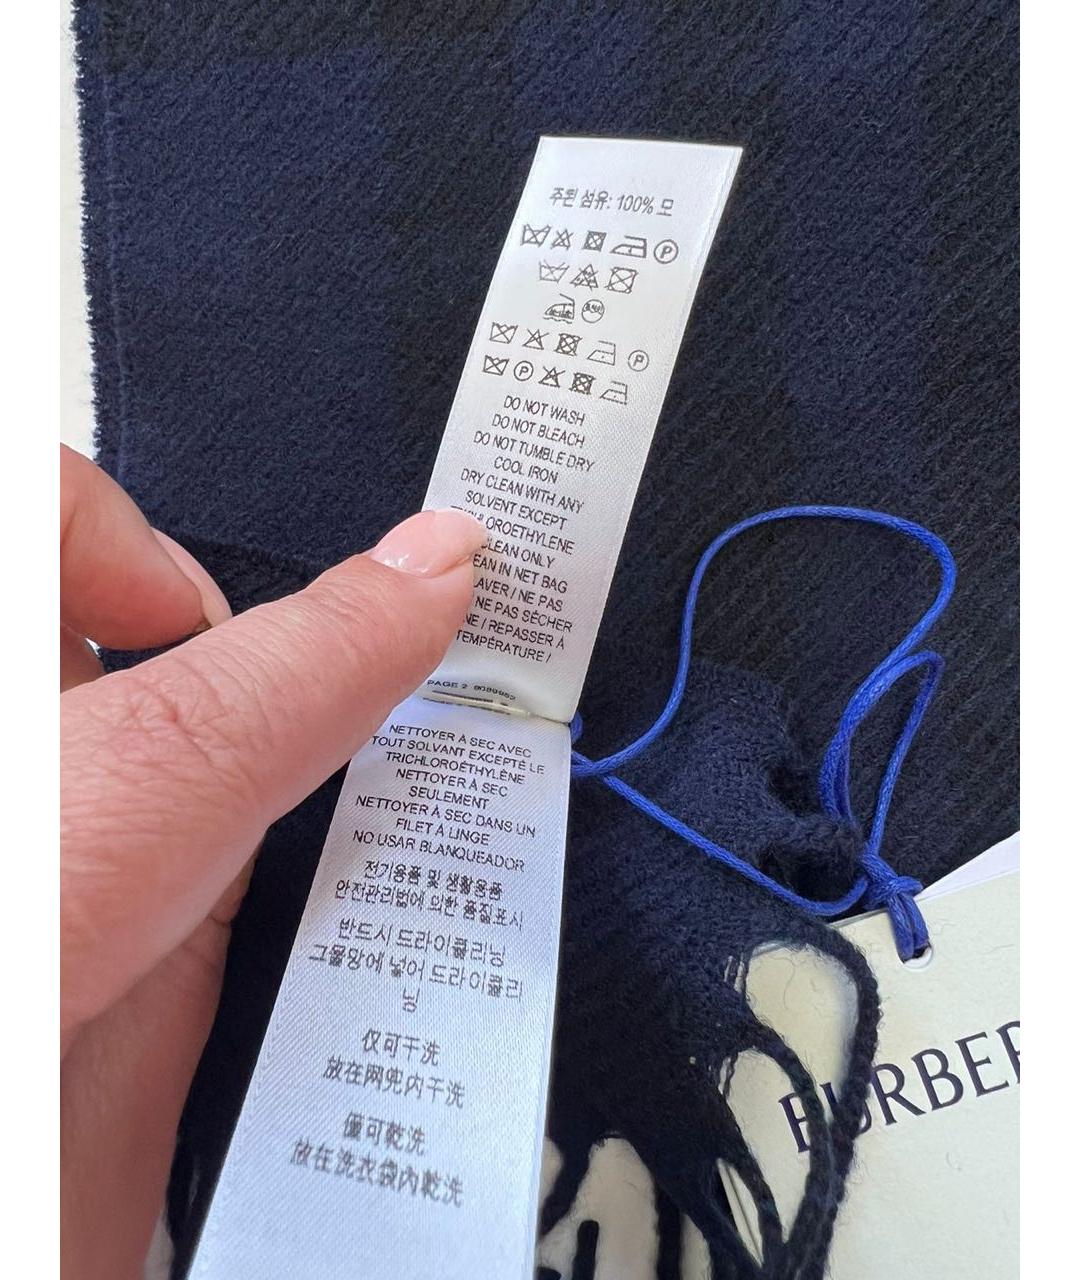 주된 섬유: 100% 모
DO NOT WASH
DO NOT BLEACH
DO NOT TUMBLE DRY
COOL IRON
DRY CLEAN WITH ANY
SOLVENT EXCEPT
OROETHYLENE
CLEAN ONLY
EAN IN NET BAG
LAVER / NE PAS
NE PAS SÉCHER
NE / REPASSER À
TEMPÉRATURE /
PAGE 2
NETTOYER À SEC AVEC
TOUT SOLVANT EXCEPTÉ LE
TRICHLOROÉTHYLÈNE
NETTOYER À SEC
SEULEMENT
NETTOYER À SEC DANS UN
FILET À LINGE
NO USAR BLANQUEADOR
전기용품 및 생활용품
안전관리법에 의한 품질표시
반드시 드라이클리닝
그물망에 넣어 드라이클리
닝
仅可干洗
放在网兜内干洗
僅可乾洗
放在洗衣袋內乾洗
BURBER